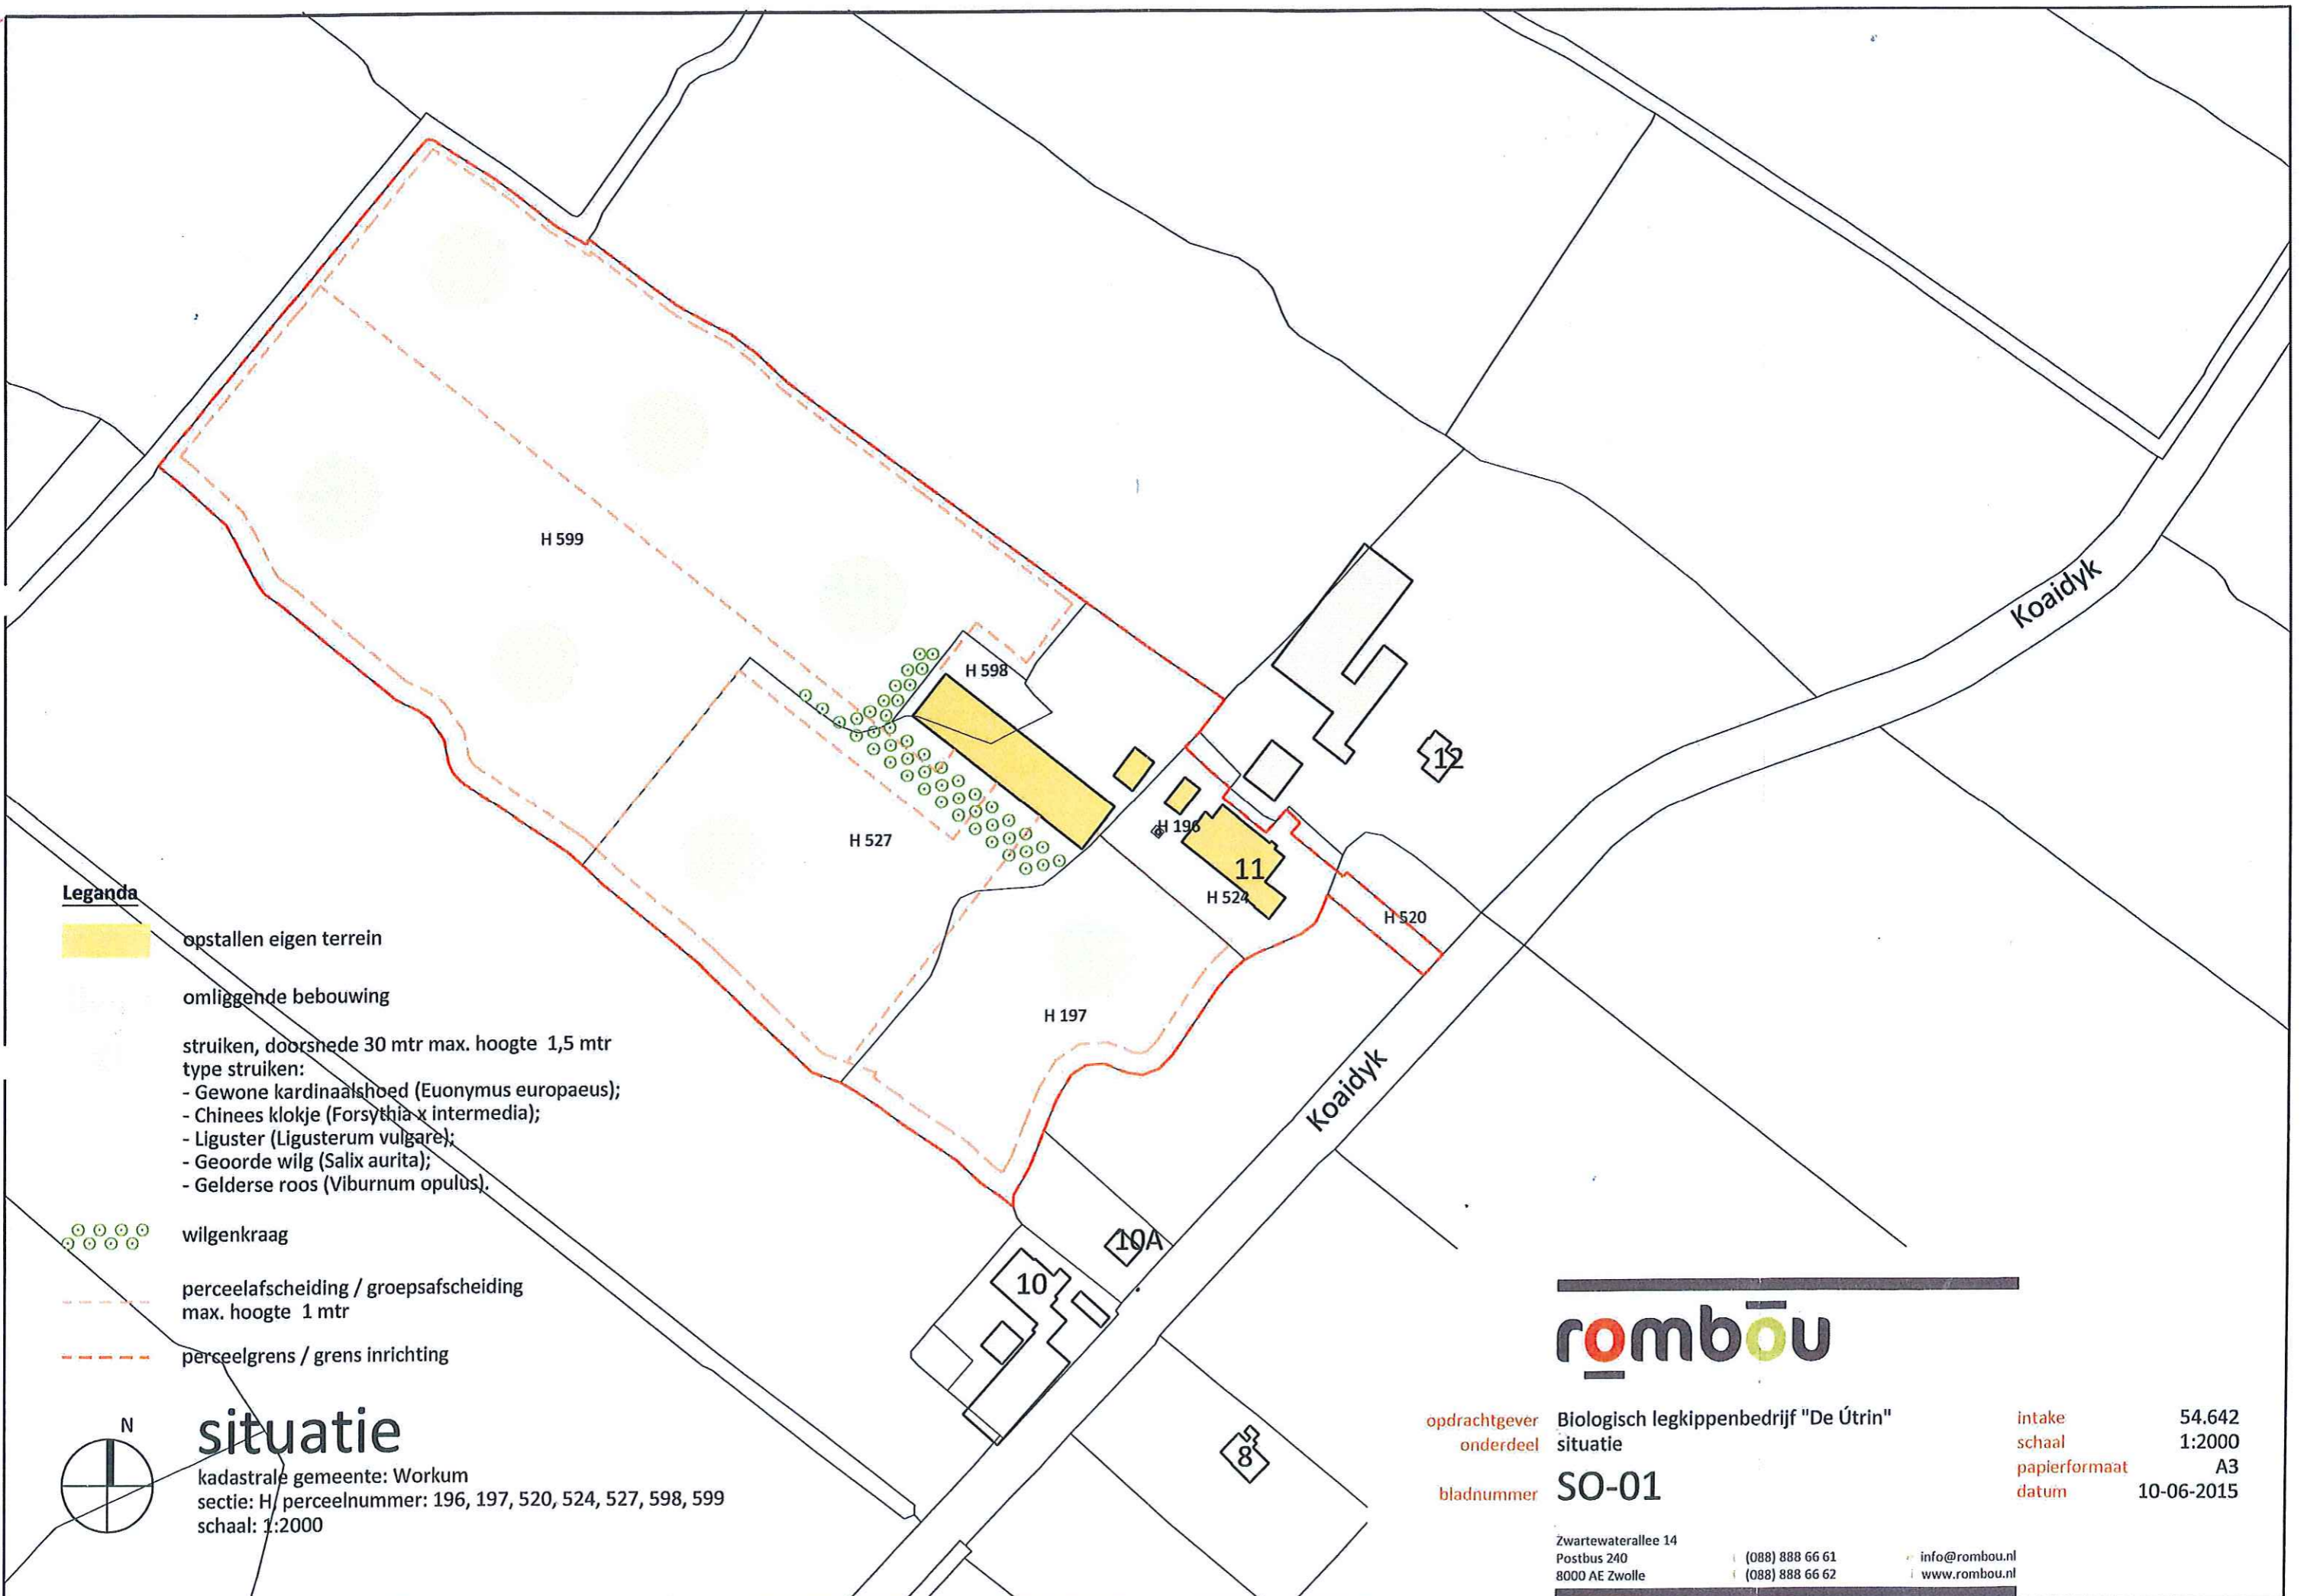 H 599
H 598
H 527
H 196
11
H 524
H 520
H 197
12
Koaidyk
Koaidyk
10A
10
8
Leganda
opstallen eigen terrein
omliggende bebouwing
struiken, doorsnede 30 mtr max. hoogte 1,5 mtr
type struiken:
- Gewone kardinaalshoed (Euonymus europaeus);
- Chinees klokje (Forsythia x intermedia);
- Liguster (Ligusterum vulgare);
- Geoorde wilg (Salix aurita);
- Gelderse roos (Viburnum opulus).
wilgenkraag
perceelafscheiding / groepsafscheiding
max. hoogte 1 mtr
perceelgrens / grens inrichting
N
situatie
kadastrale gemeente: Workum
sectie: H, perceelnummer: 196, 197, 520, 524, 527, 598, 599
schaal: 1:2000
rombou
opdrachtgever Biologisch legkippenbedrijf "De Útrin"
onderdeel situatie
bladnummer SO-01
intake 54.642
schaal 1:2000
papierformaat A3
datum 10-06-2015
Zwartewaterallee 14
Postbus 240 (088) 888 66 61 info@rombou.nl
8000 AE Zwolle (088) 888 66 62 www.rombou.nl